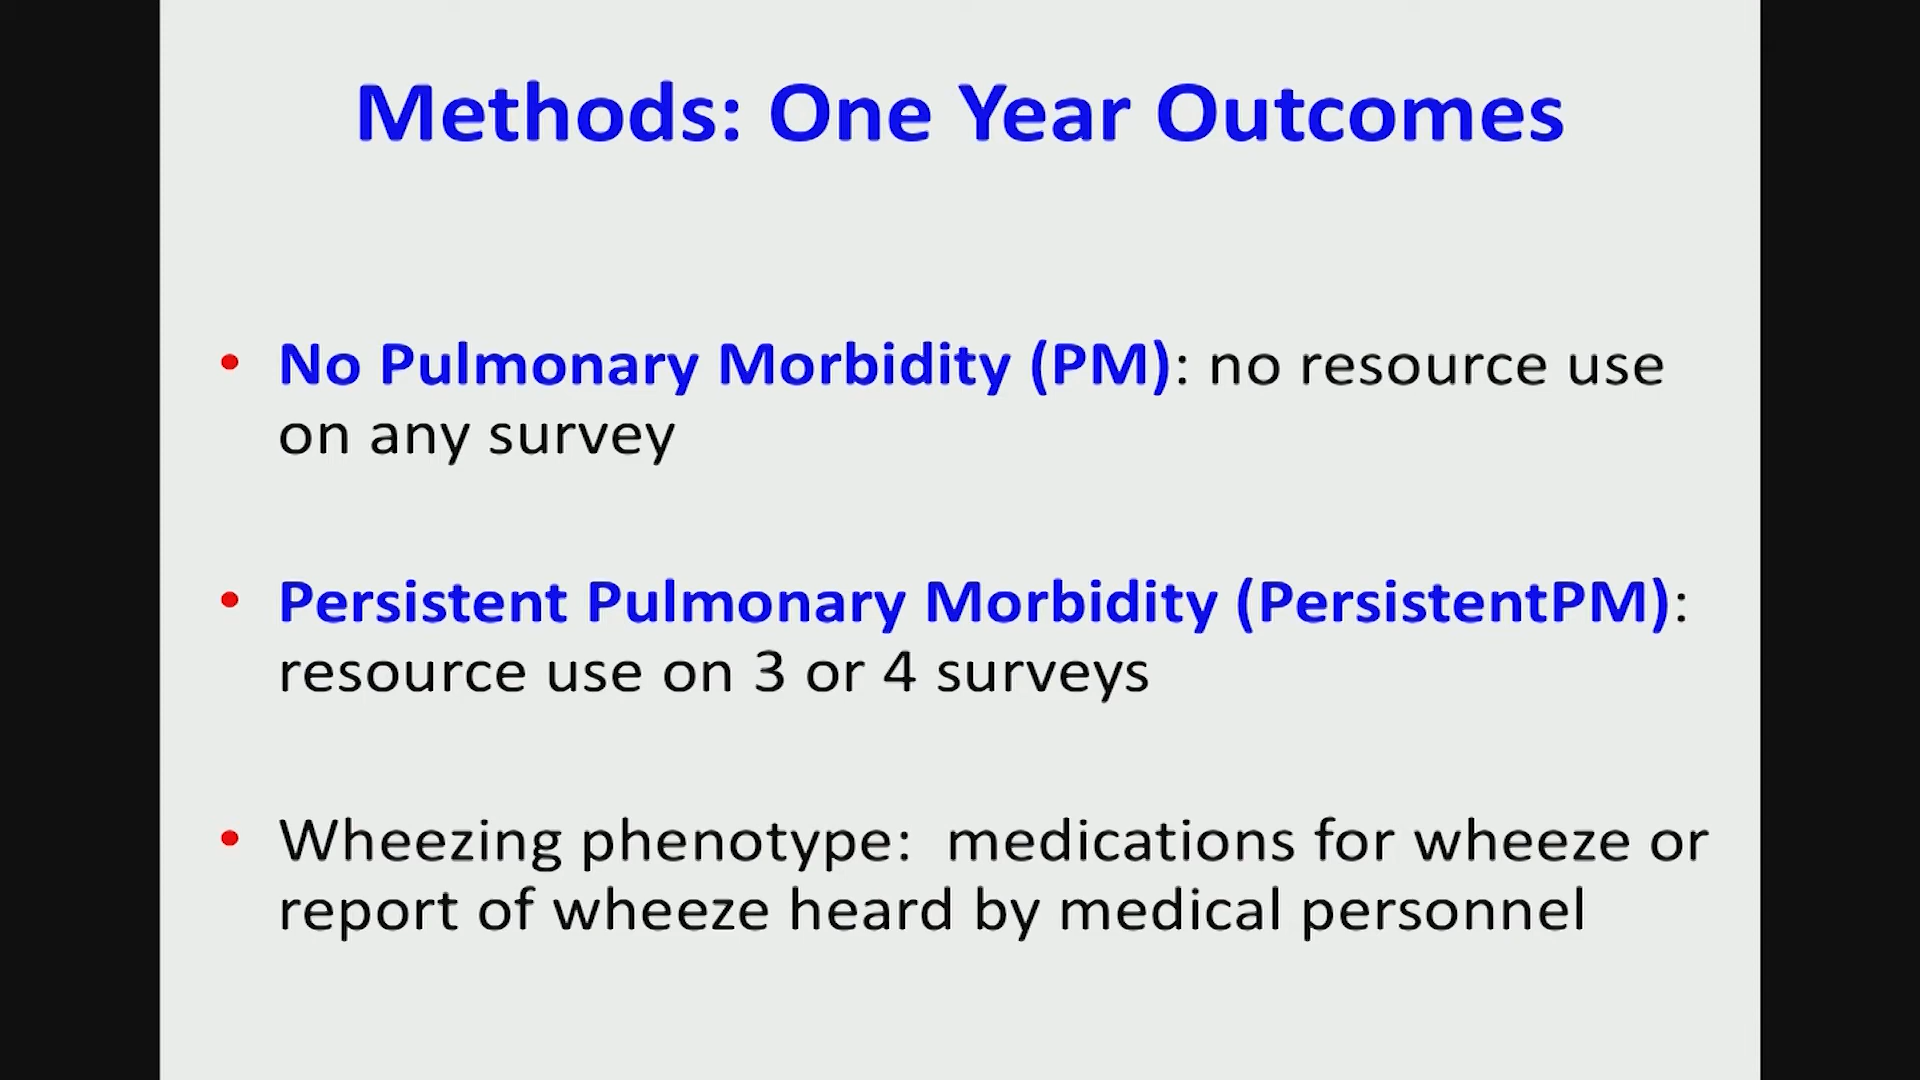 Methods: One Year Outcomes
• No Pulmonary Morbidity (PM): no resource use
on any survey
• Persistent Pulmonary Morbidity (PersistentPM):
resource use on 3 or 4 surveys
• Wheezing phenotype:  medications for wheeze or
report of wheeze heard by medical personnel